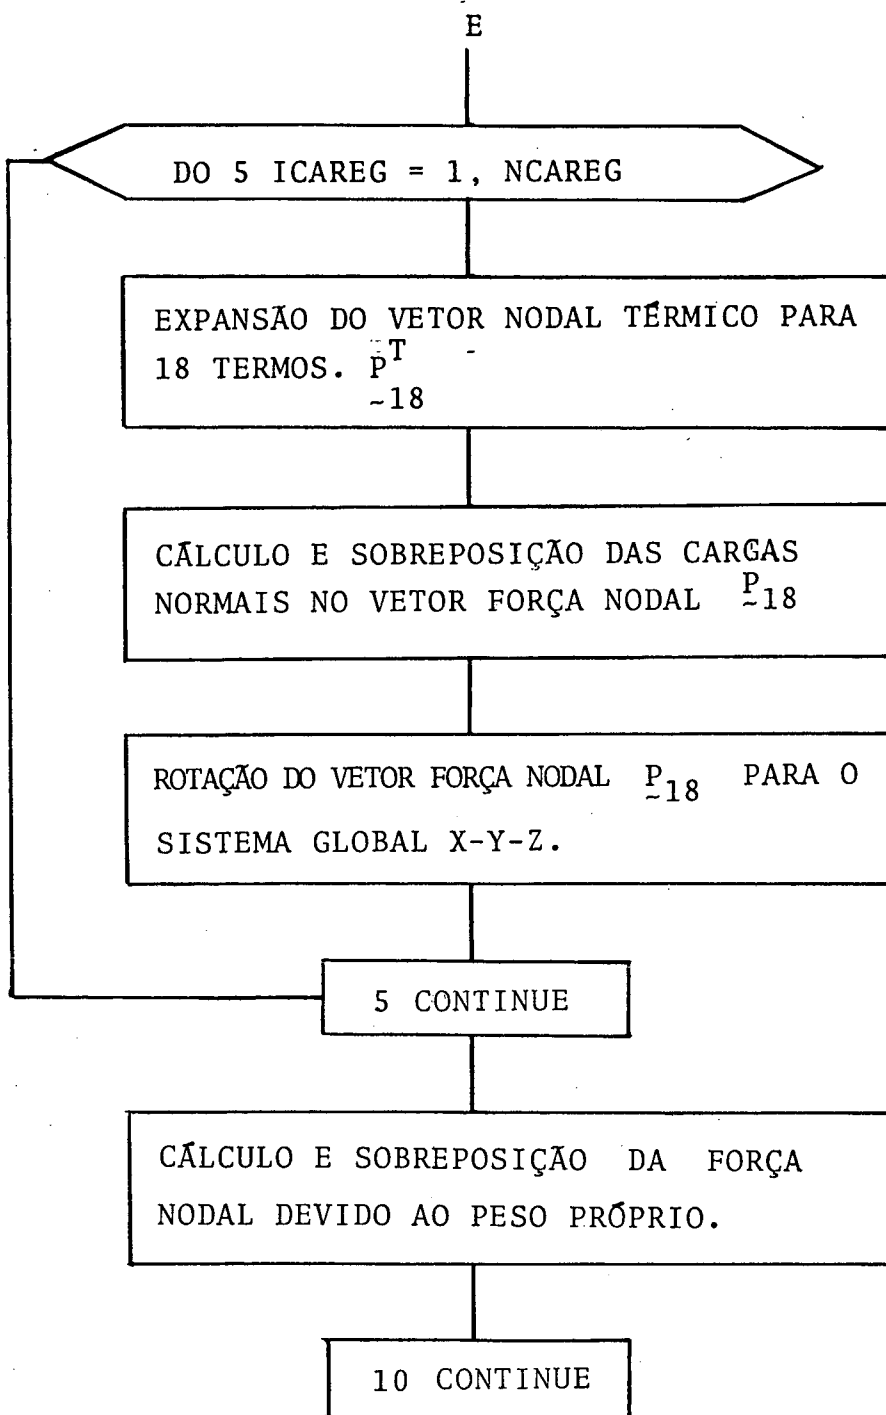 E
DO 5 ICAREG = 1, NCAREG
EXPANSÃO DO VETOR NODAL TÉRMICO PARA
18 TERMOS. P^T
~18
CÁLCULO E SOBREPOSIÇÃO DAS CARGAS
NORMAIS NO VETOR FORÇA NODAL P
~18
ROTAÇÃO DO VETOR FORÇA NODAL P~18 PARA O
SISTEMA GLOBAL X-Y-Z.
5 CONTINUE
CÁLCULO E SOBREPOSIÇÃO DA FORÇA
NODAL DEVIDO AO PESO PRÓPRIO.
10 CONTINUE